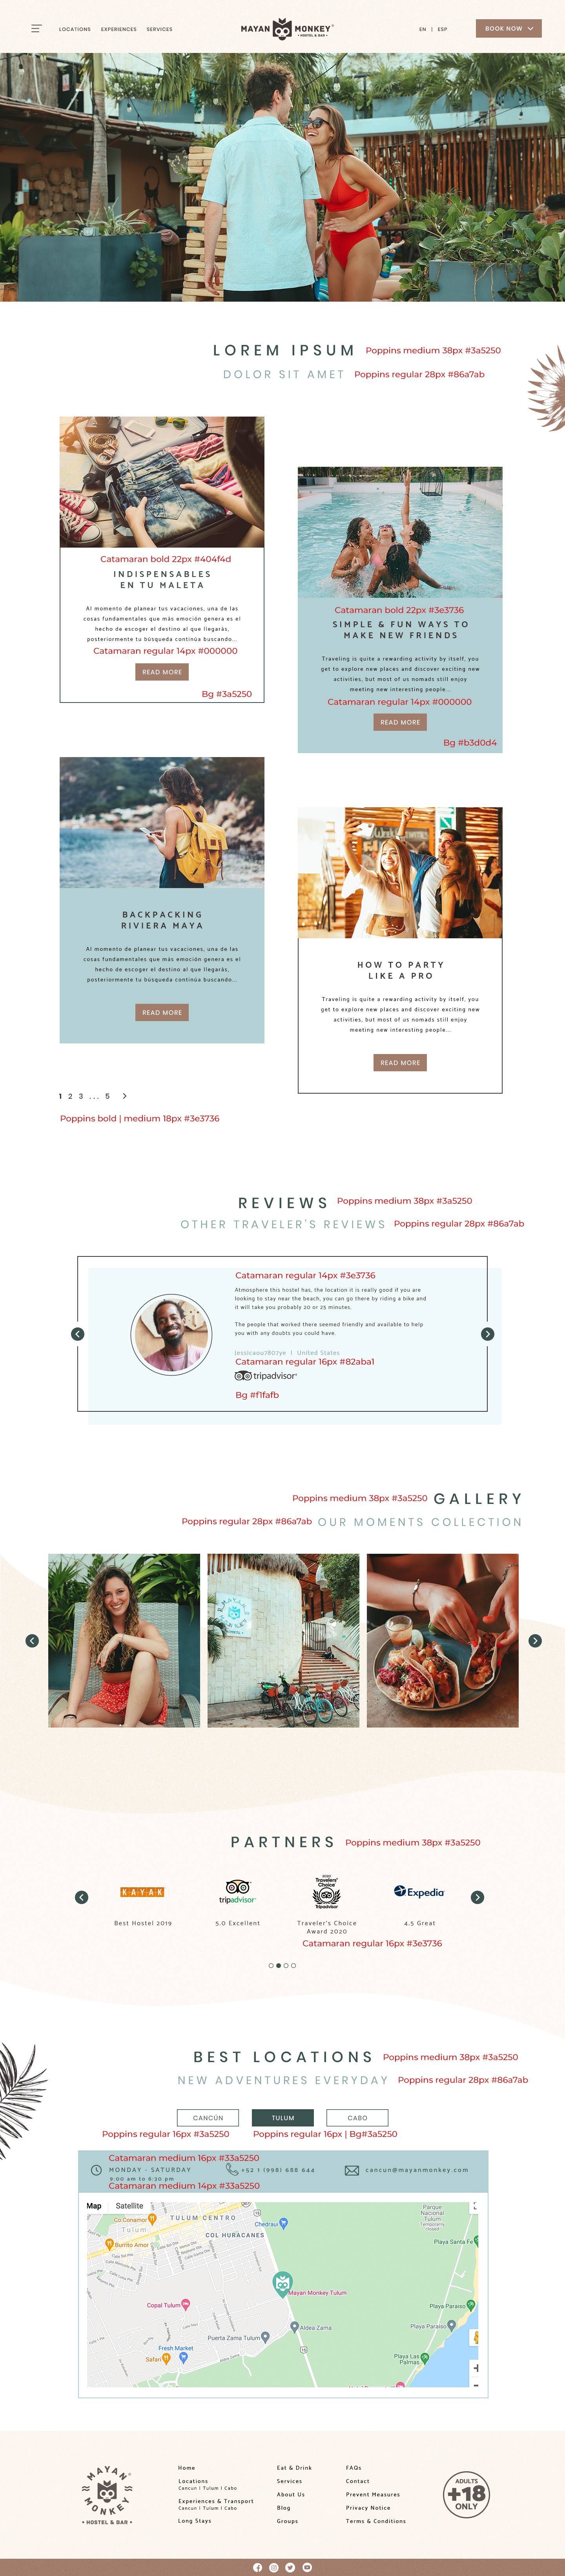 LOCATIONS EXPERIENCES SERVICES
MAYAN MONKEY
• HOSTEL & BAR •
EN | ESP
BOOK NOW
LOREM IPSUM
Poppins medium 38px #3a5250
DOLOR SIT AMET
Poppins regular 28px #86a7ab
Catamaran bold 22px #404f4d
INDISPENSABLES
EN TU MALETA
Al momento de planear tus vacaciones, una de las
cosas fundamentales que más emoción genera es el
hecho de escoger el destino al que llegarás,
posteriormente tu búsqueda continúa buscando...
Catamaran regular 14px #000000
READ MORE
Bg #3a5250
Catamaran bold 22px #3e3736
SIMPLE & FUN WAYS TO
MAKE NEW FRIENDS
Traveling is quite a rewarding activity by itself, you
get to explore new places and discover exciting new
activities, but most of us nomads still enjoy
meeting new interesting people...
Catamaran regular 14px #000000
READ MORE
Bg #b3d0d4
BACKPACKING
RIVIERA MAYA
Al momento de planear tus vacaciones, una de las
cosas fundamentales que más emoción genera es el
hecho de escoger el destino al que llegarás,
posteriormente tu búsqueda continúa buscando...
READ MORE
HOW TO PARTY
LIKE A PRO
Traveling is quite a rewarding activity by itself, you
get to explore new places and discover exciting new
activities, but most of us nomads still enjoy
meeting new interesting people...
READ MORE
1 2 3 ... 5
Poppins bold | medium 18px #3e3736
REVIEWS
Poppins medium 38px #3a5250
OTHER TRAVELER'S REVIEWS
Poppins regular 28px #86a7ab
Catamaran regular 14px #3e3736
Atmosphere this hostel has, the location it is really good if you are
looking to stay near the beach, you can go there by riding a bike and
it will take you probably 20 or 25 minutes.
The people that worked there seemed friendly and available to help
you with any doubts you could have.
Jessicaou7807ye | United States
Catamaran regular 16px #82aba1
tripadvisor
Bg #f1fafb
Poppins medium 38px #3a5250
GALLERY
Poppins regular 28px #86a7ab
OUR MOMENTS COLLECTION
MAYAN
MONKEY
PARTNERS
Poppins medium 38px #3a5250
KAYAK
tripadvisor
Travelers'
Choice
Tripadvisor
Expedia
Best Hostel 2019
5.0 Excellent
Traveler's Choice
Award 2020
4.5 Great
Catamaran regular 16px #3e3736
BEST LOCATIONS
Poppins medium 38px #3a5250
NEW ADVENTURES EVERYDAY
Poppins regular 28px #86a7ab
CANCÚN
TULUM
CABO
Poppins regular 16px #3a5250
Poppins regular 16px | Bg#3a5250
Catamaran medium 16px #33a5250
MONDAY - SATURDAY
9:00 am to 6:30 pm
+52 1 (998) 688 644
cancun@mayanmonkey.com
Catamaran medium 14px #33a5250
Map
Satellite
TULUM CENTRO
Co.Conamor
Tulum
Chedraui
Burrito Amor
COL HURACANES
Parque
Nacional
Tulum
Playa Santa Fe
Mayan Monkey Tulum
Copal Tulum
Playa Paraiso
Aldea Zama
Playa Paraiso
Puerta Zama Tulum
Fresh Market
Safari
Playa Las
Palmas
MAYAN
MONKEY
• HOSTEL & BAR •
Home
Locations
Cancun | Tulum | Cabo
Experiences & Transport
Cancun | Tulum | Cabo
Long Stays
Eat & Drink
Services
About Us
Blog
Groups
FAQs
Contact
Prevent Measures
Privacy Notice
Terms & Conditions
ADULTS
+18
ONLY